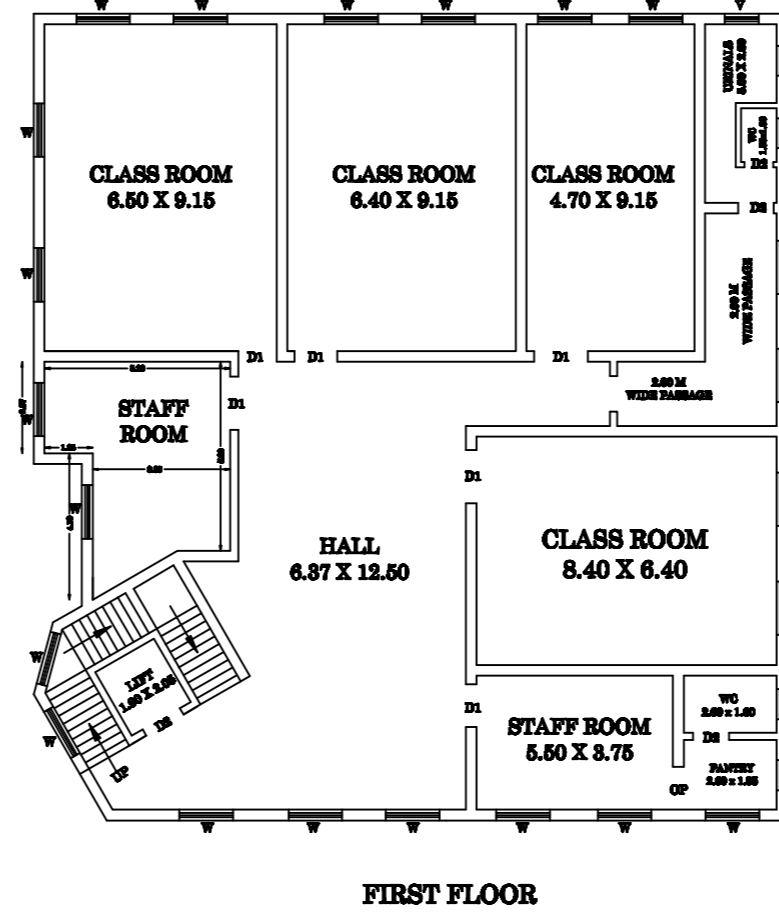 W
W
W
W
W
W
V
URINALS
WC
D2
D2
CLASS ROOM
6.50 X 9.15
CLASS ROOM
6.40 X 9.15
CLASS ROOM
4.70 X 9.15
W
W
2.00 M
WIDE PASSAGE
D1
D1
D1
2.00 M
WIDE PASSAGE
STAFF
ROOM
D1
W
W
D1
CLASS ROOM
8.40 X 6.40
HALL
6.37 X 12.50
W
W
LIFT
D2
UP
D1
STAFF ROOM
5.50 X 3.75
WC
D2
PANTRY
OP
W
W
W
W
W
W
FIRST FLOOR